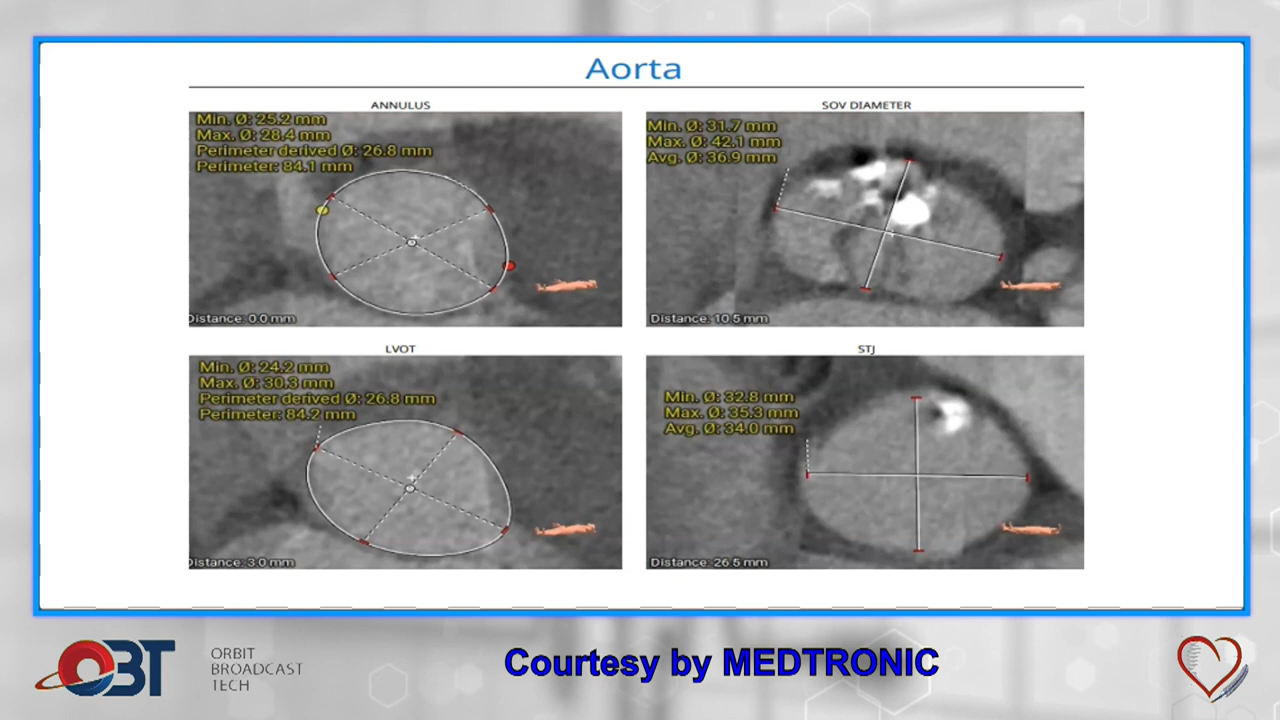 Aorta
ANNULUS
Min. Ø: 25.2 mm
Max. Ø: 28.4 mm
Perimeter derived Ø: 26.8 mm
Perimeter: 84.1 mm
Distance: 0.0 mm
SOV DIAMETER
Min. Ø: 31.7 mm
Max. Ø: 42.1 mm
Avg. Ø: 36.9 mm
Distance: 10.5 mm
LVOT
Min. Ø: 24.2 mm
Max. Ø: 30.3 mm
Perimeter derived Ø: 26.8 mm
Perimeter: 84.2 mm
Distance: 3.0 mm
STJ
Min. Ø: 32.8 mm
Max. Ø: 35.3 mm
Avg. Ø: 34.0 mm
Distance: 26.5 mm
OBT
ORBIT
BROADCAST
TECH
Courtesy by MEDTRONIC